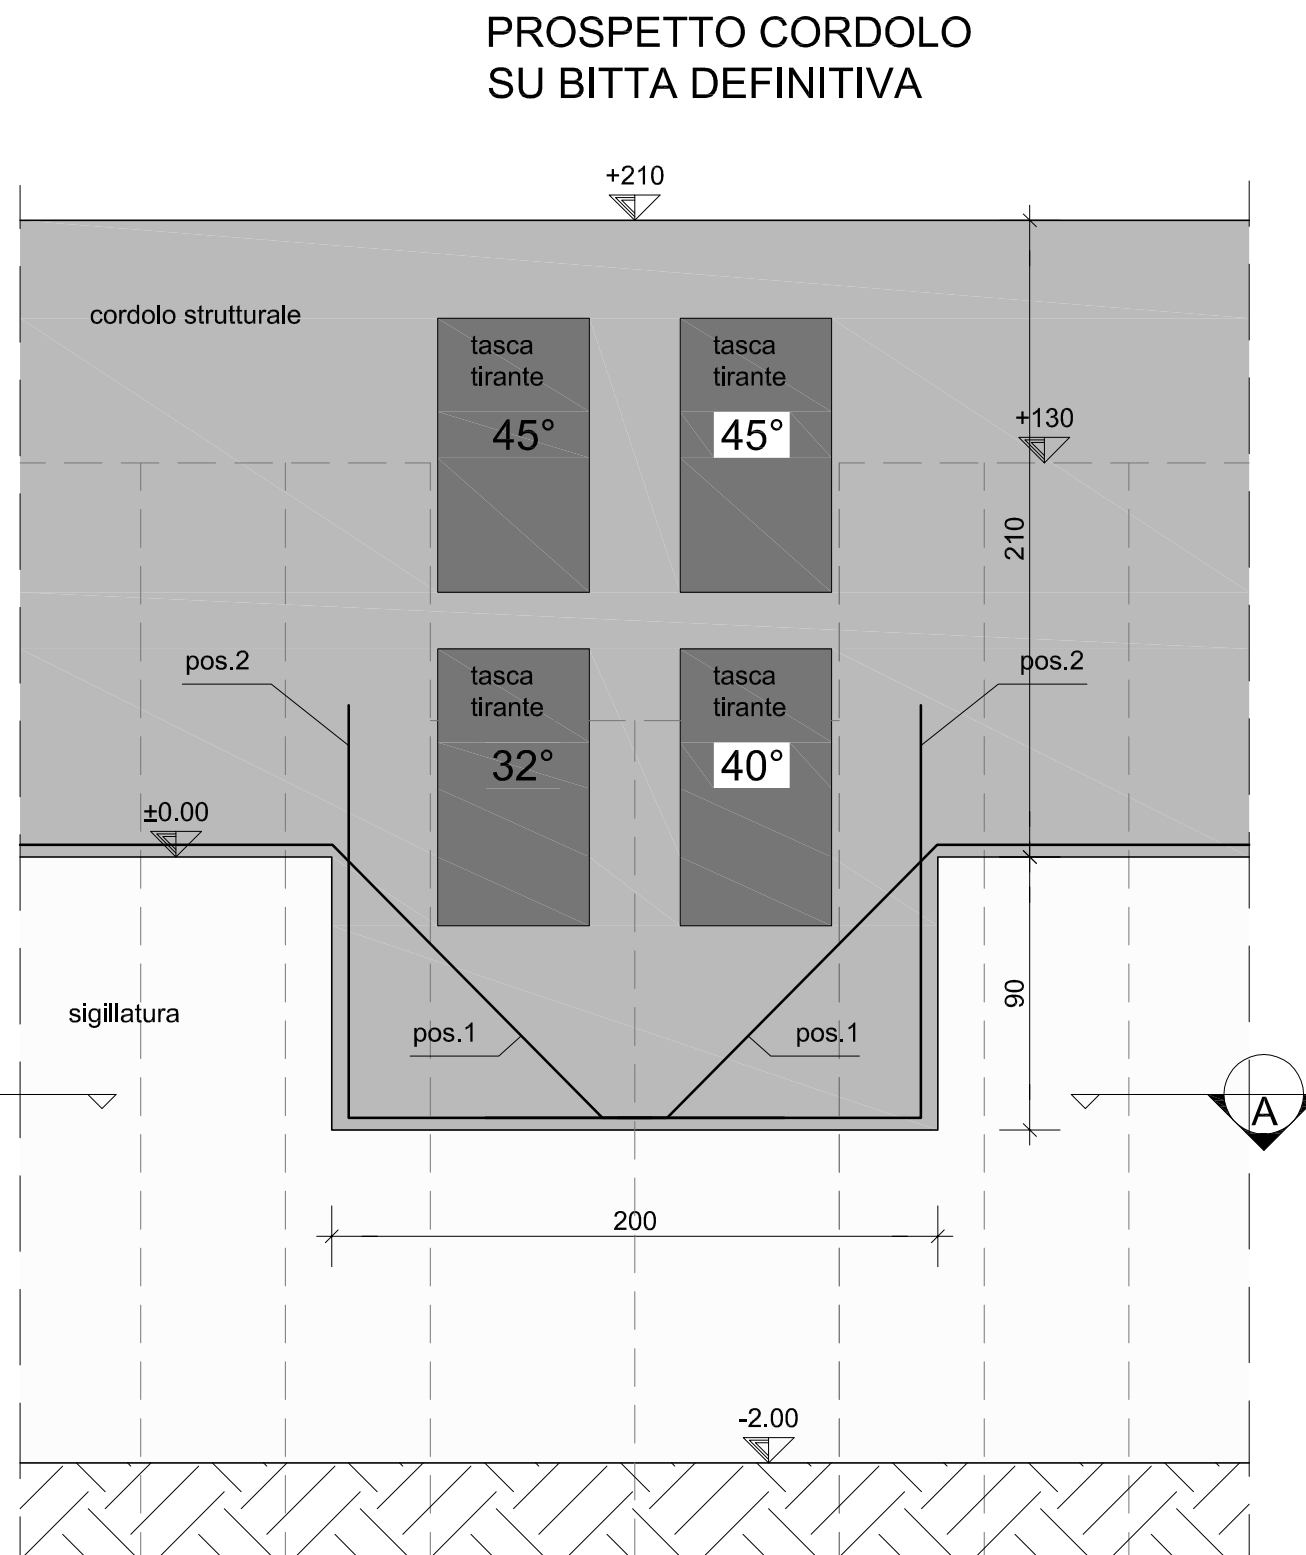 PROSPETTO CORDOLO
SU BITTA DEFINITIVA
+210
cordolo strutturale
tasca
tirante
45°
tasca
tirante
45°
+130
210
pos.2
tasca
tirante
32°
tasca
tirante
40°
pos.2
±0.00
sigillatura
pos.1
pos.1
90
A
200
-2.00